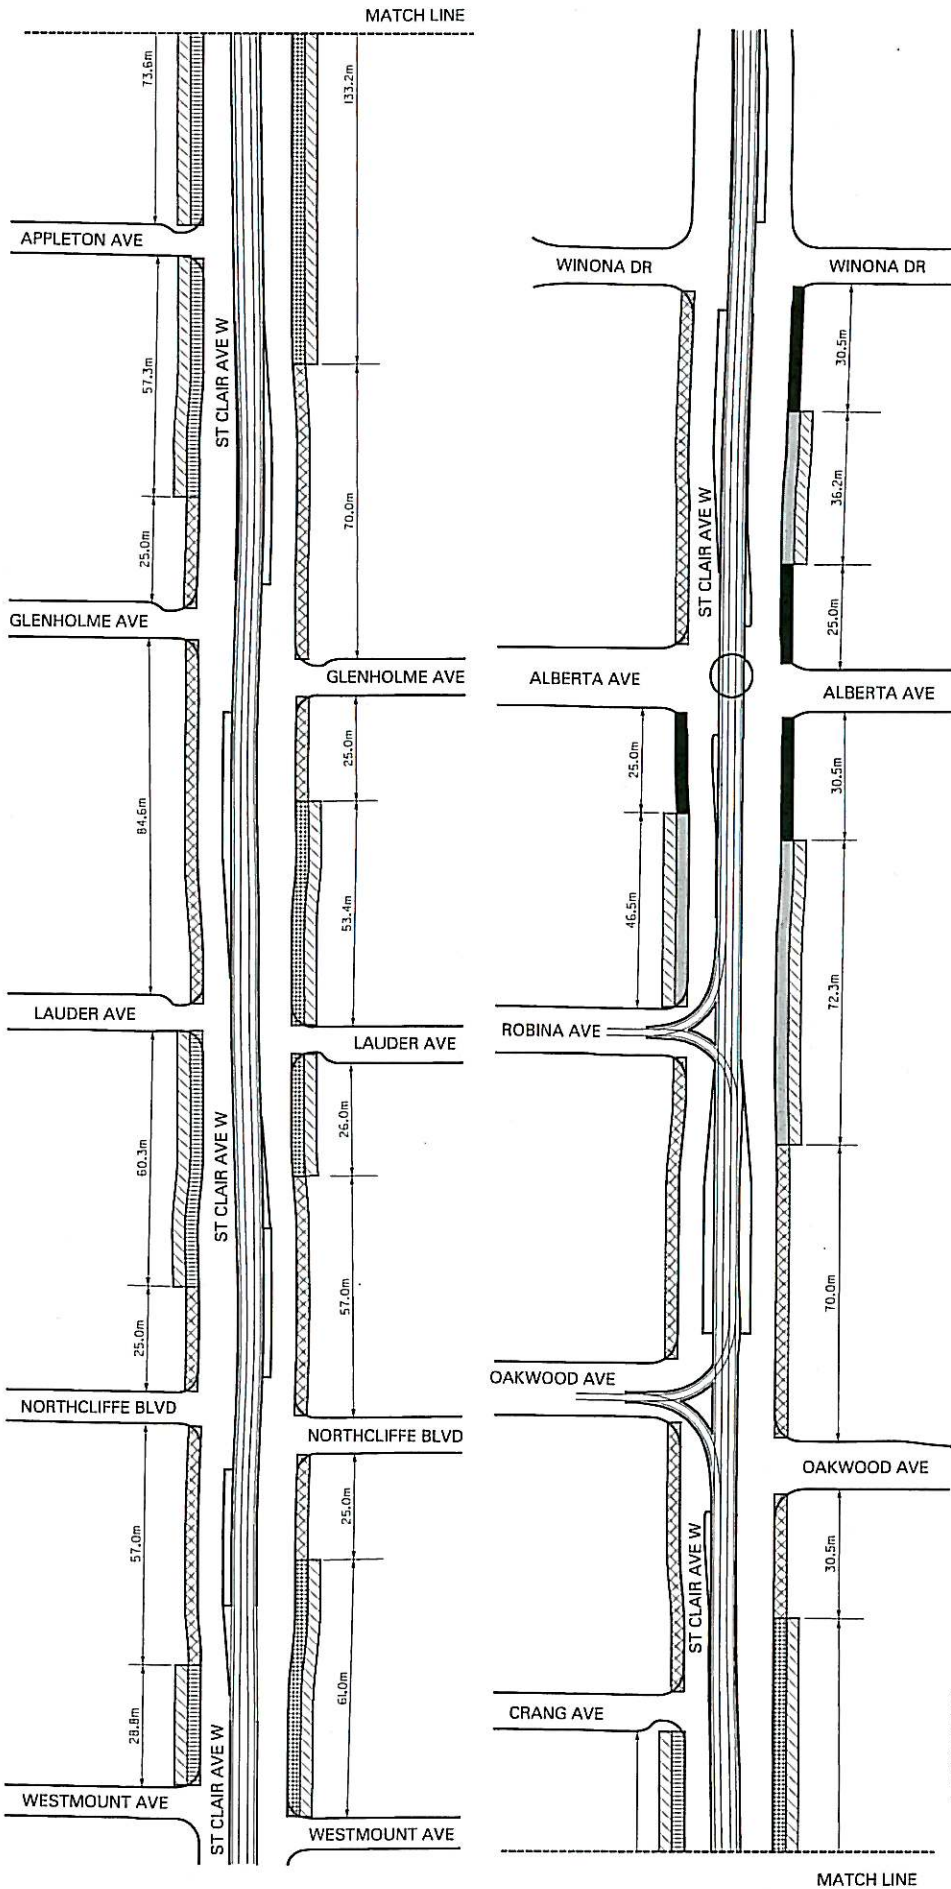 MATCH LINE
73.6m
133.2m
APPLETON AVE
57.3m
ST CLAIR AVE W
70.0m
25.0m
GLENHOLME AVE
GLENHOLME AVE
84.6m
25.0m
53.4m
LAUDER AVE
LAUDER AVE
60.3m
ST CLAIR AVE W
26.0m
57.0m
25.0m
NORTHCLIFFE BLVD
NORTHCLIFFE BLVD
57.0m
25.0m
28.8m
61.0m
ST CLAIR AVE W
WESTMOUNT AVE
WESTMOUNT AVE
WINONA DR
WINONA DR
30.5m
36.2m
ST CLAIR AVE W
25.0m
ALBERTA AVE
ALBERTA AVE
25.0m
30.5m
46.5m
72.3m
ROBINA AVE
70.0m
OAKWOOD AVE
OAKWOOD AVE
30.5m
ST CLAIR AVE W
CRANG AVE
MATCH LINE